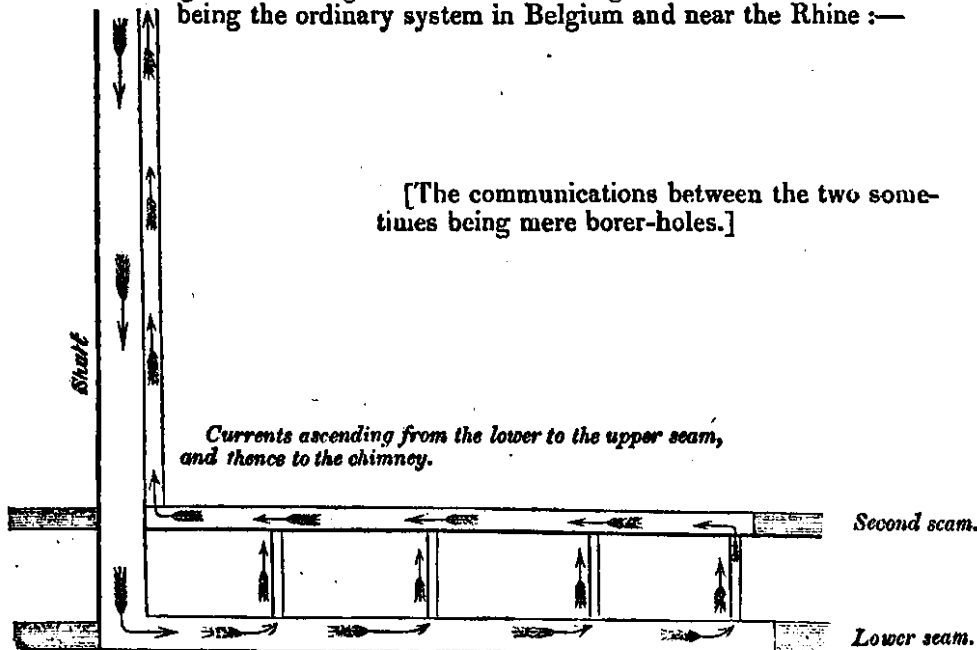 being the ordinary system in Belgium and near the Rhine :—
[The communications between the two some-
times being mere borer-holes.]
Shaft
Currents ascending from the lower to the upper seam,
and thence to the chimney.
Second seam.
Lower seam.